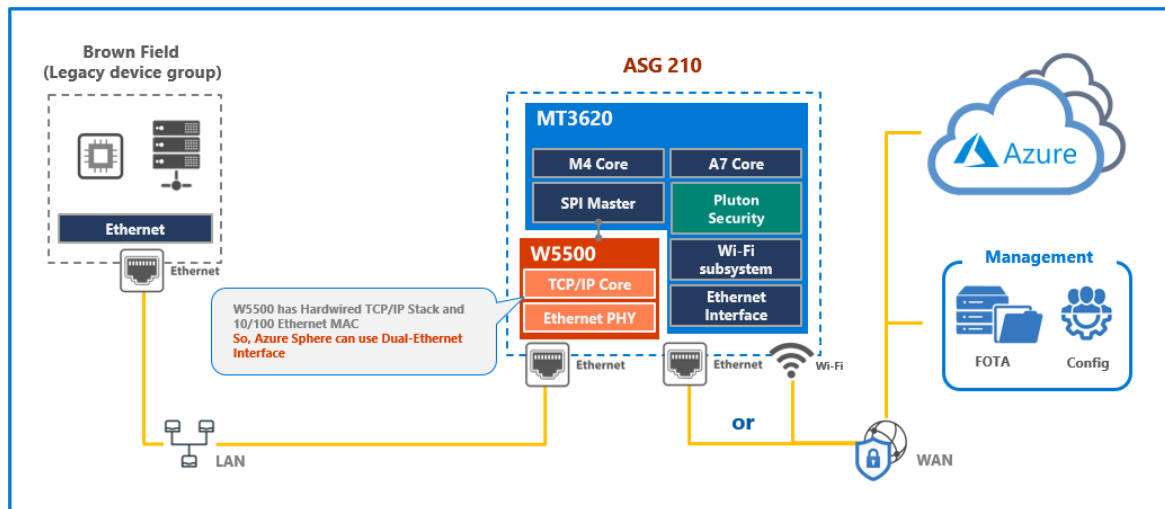 Brown Field
(Legacy device group)
Ethernet
Ethernet
W5500 has Hardwired TCP/IP Stack and
10/100 Ethernet MAC
So, Azure Sphere can use Dual-Ethernet
Interface
LAN
ASG 210
MT3620
M4 Core
A7 Core
SPI Master
Pluton
Security
W5500
TCP/IP Core
Ethernet PHY
Wi-Fi
subsystem
Ethernet
Interface
Ethernet
Ethernet
Wi-Fi
or
WAN
Azure
Management
FOTA
Config